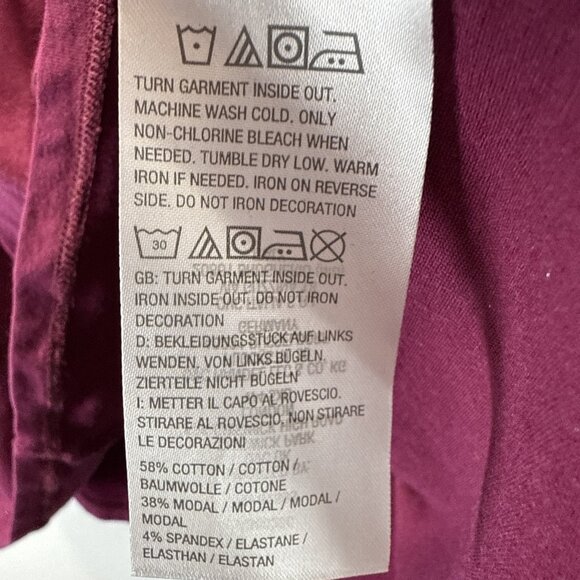 TURN GARMENT INSIDE OUT.
MACHINE WASH COLD. ONLY
NON-CHLORINE BLEACH WHEN
NEEDED. TUMBLE DRY LOW. WARM
IRON IF NEEDED. IRON ON REVERSE
SIDE. DO NOT IRON DECORATION
30
GB: TURN GARMENT INSIDE OUT.
IRON INSIDE OUT. DO NOT IRON
DECORATION
D: BEKLEIDUNGSSTÜCK AUF LINKS
WENDEN. VON LINKS BÜGELN.
ZIERTEILE NICHT BÜGELN
I: METTER IL CAPO AL ROVESCIO.
STIRARE AL ROVESCIO. NON STIRARE
LE DECORAZIONI
58% COTTON / COTTON /
BAUMWOLLE / COTONE
38% MODAL / MODAL / MODAL /
MODAL
4% SPANDEX / ELASTANE /
ELASTHAN / ELASTAN